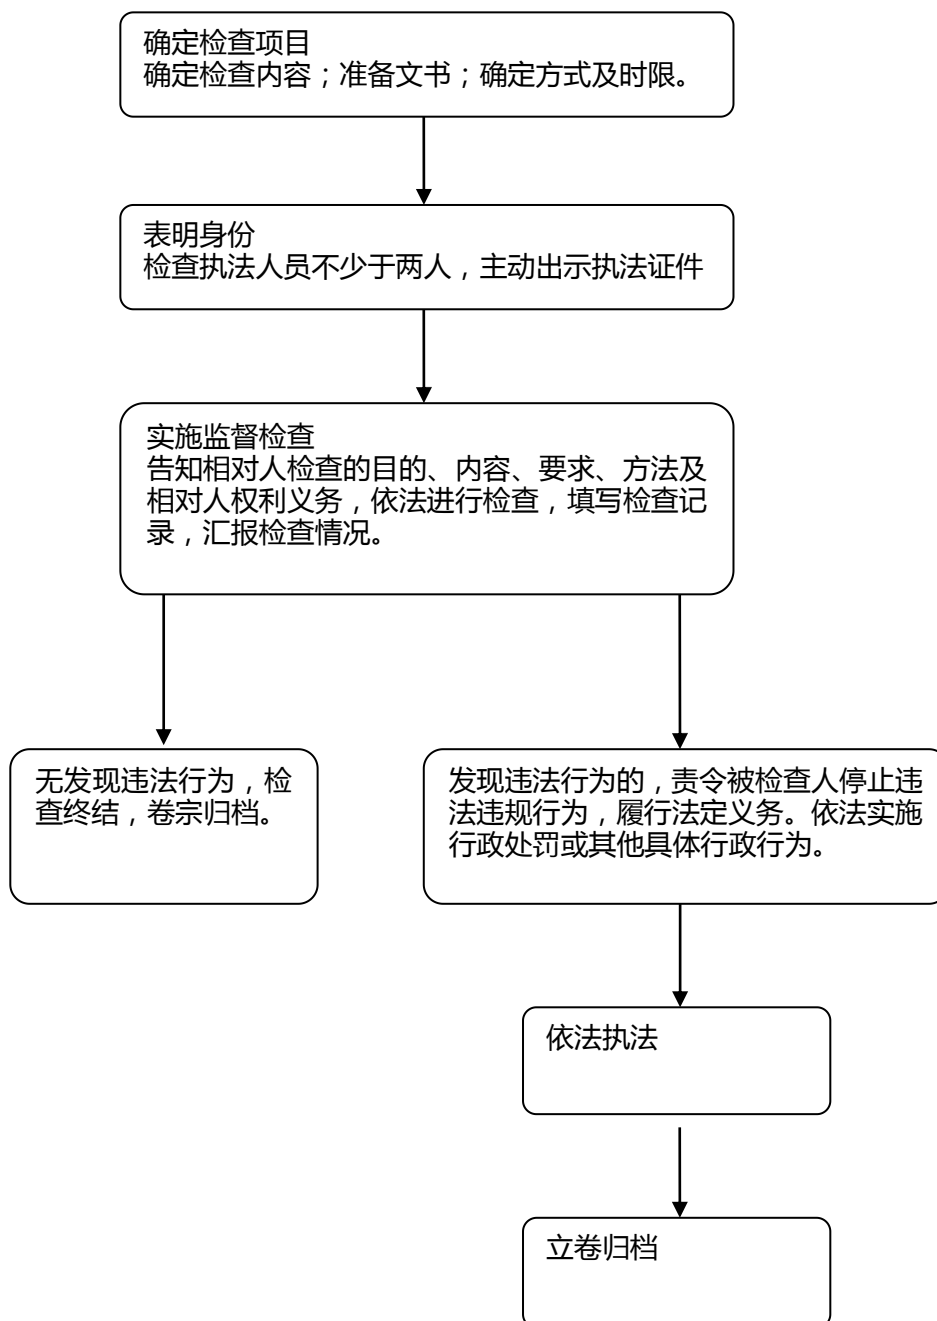 确定检查项目
确定检查内容；准备文书；确定方式及时限。
表明身份
检查执法人员不少于两人，主动出示执法证件
实施监督检查
告知相对人检查的目的、内容、要求、方法及
相对人权利义务，依法进行检查，填写检查记
录，汇报检查情况。
无发现违法行为，检
查终结，卷宗归档。
发现违法行为的，责令被检查人停止违
法违规行为，履行法定义务。依法实施
行政处罚或其他具体行政行为。
依法执法
立卷归档